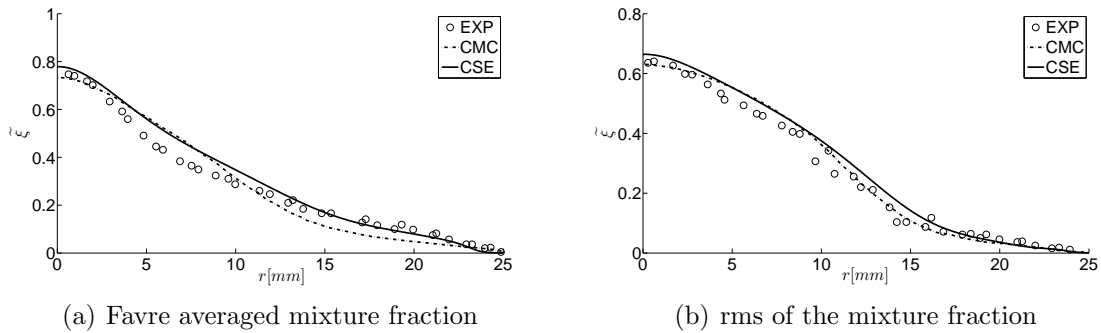 1
0.8
0.6
0.4
0.2
0
ξ̃
EXP
CMC
CSE
0 5 10 15 20 25
r[mm]
(a) Favre averaged mixture fraction
0.8
0.6
0.4
0.2
0
ξ̃
EXP
CMC
CSE
0 5 10 15 20 25
r[mm]
(b) rms of the mixture fraction